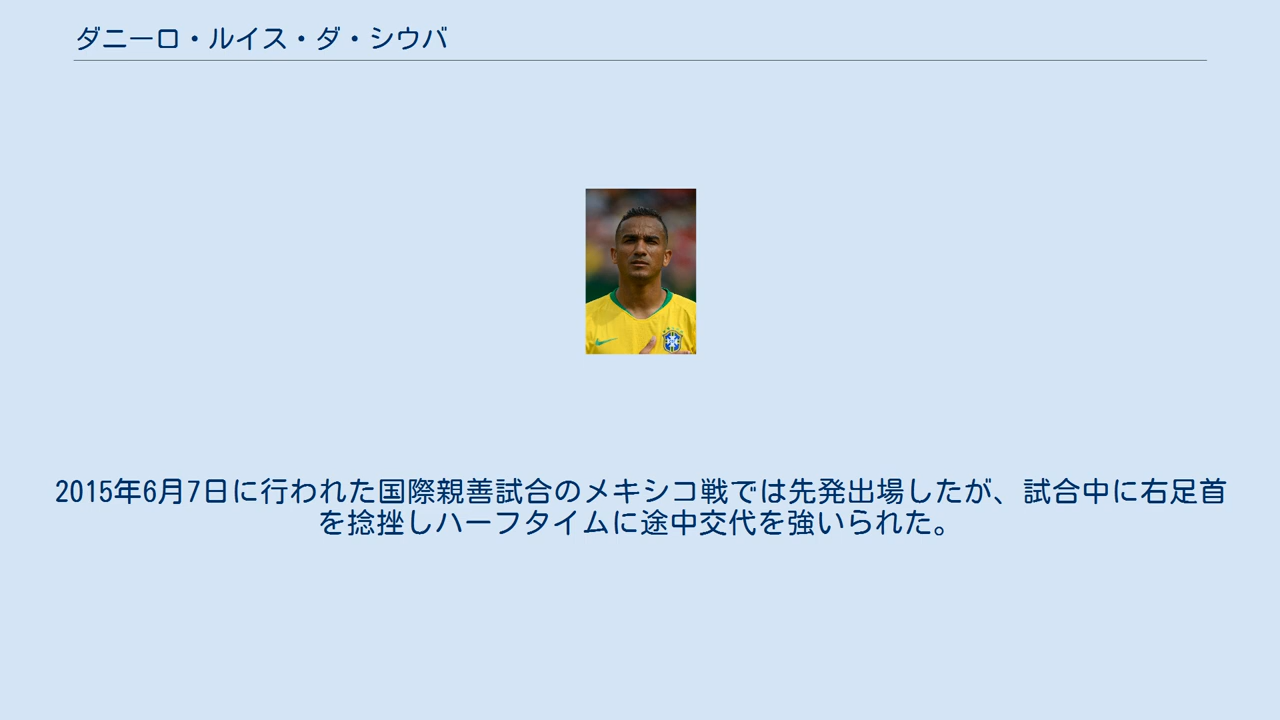 ダニーロ・ルイス・ダ・シウバ
2015年6月7日に行われた国際親善試合のメキシコ戦では先発出場したが、試合中に右足首
を捻挫しハーフタイムに途中交代を強いられた。